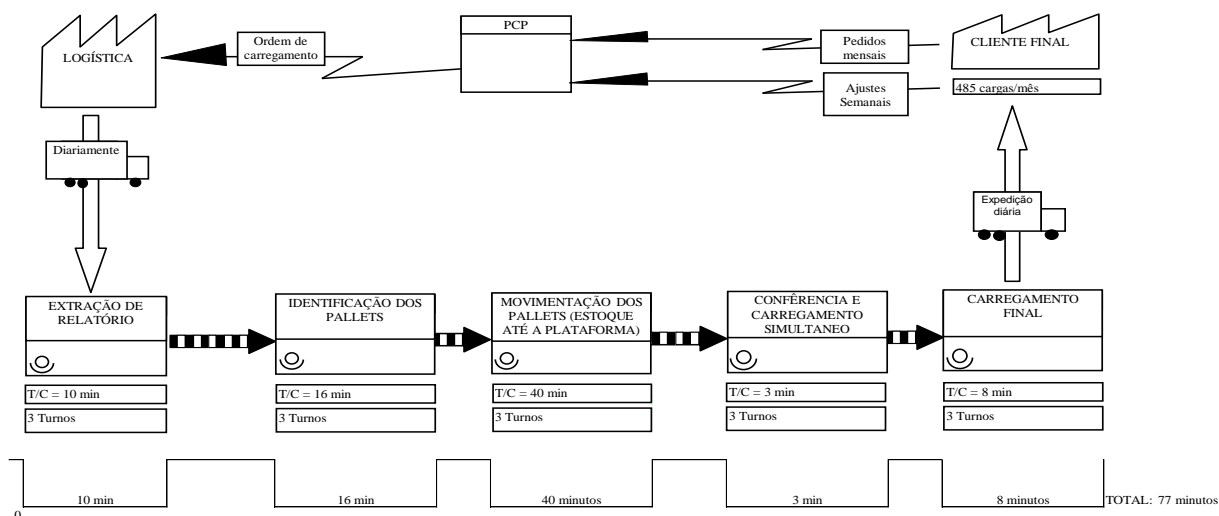 LOGÍSTICA
Ordem de
carregamento
PCP
Pedidos
mensais
CLIENTE FINAL
Ajustes
Semanais
485 cargas/mês
Diariamente
Expedição
diária
EXTRAÇÃO DE
RELATÓRIO
IDENTIFICAÇÃO DOS
PALLETS
MOVIMENTAÇÃO DOS
PALLETS (ESTOQUE
ATÉ A PLATAFORMA)
CONFÊRENCIA E
CARREGAMENTO
SIMULTANEO
CARREGAMENTO
FINAL
T/C = 10 min
T/C = 16 min
T/C = 40 min
T/C = 3 min
T/C = 8 min
3 Turnos
3 Turnos
3 Turnos
3 Turnos
3 Turnos
10 min
16 min
40 minutos
3 min
8 minutos
TOTAL: 77 minutos
0